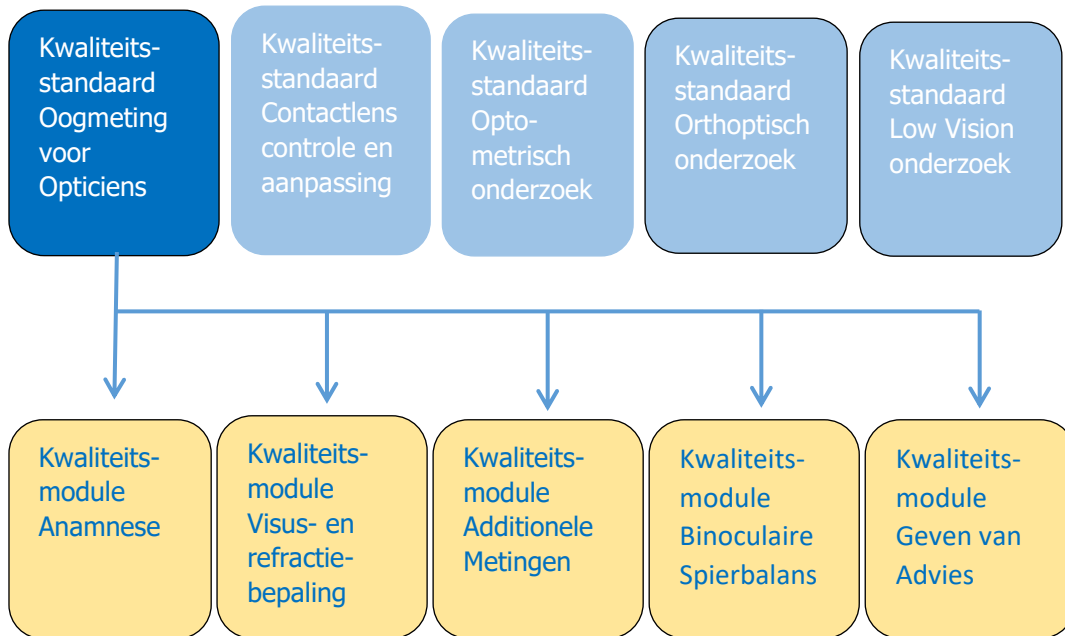 Kwaliteits-
standaard
Oogmeting
voor
Opticiens
Kwaliteits-
standaard
Contactlens
controle en
aanpassing
Kwaliteits-
standaard
Opto-
metrisch
onderzoek
Kwaliteits-
standaard
Orthoptisch
onderzoek
Kwaliteits-
standaard
Low Vision
onderzoek
Kwaliteits-
module
Anamnese
Kwaliteits-
module
Visus- en
refractie-
bepaling
Kwaliteits-
module
Additionele
Metingen
Kwaliteits-
module
Binoculaire
Spierbalans
Kwaliteits-
module
Geven van
Advies